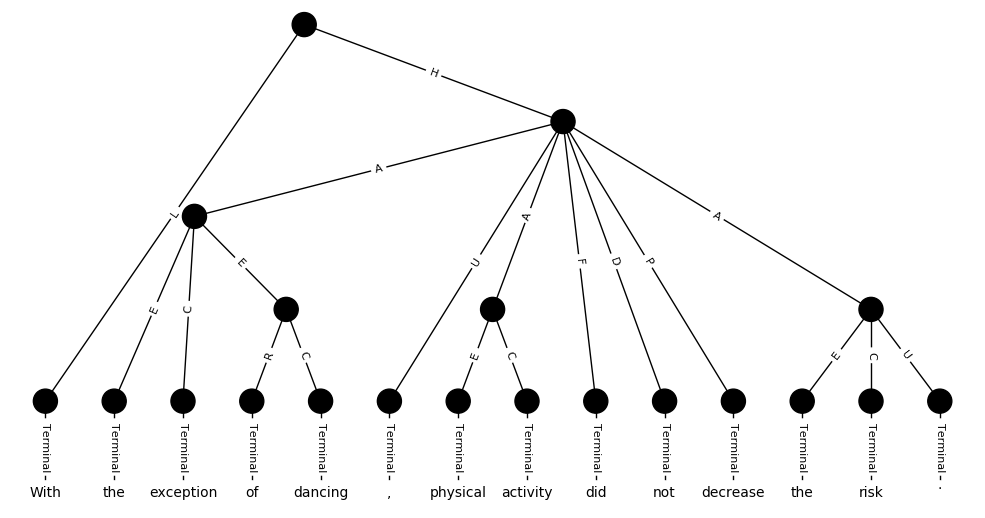 H
A
A
L
U
A
F
D
P
E
C
E
R
C
E
C
E
C
U
Terminal Terminal Terminal Terminal Terminal Terminal Terminal Terminal Terminal Terminal Terminal Terminal Terminal Terminal
With the exception of dancing , physical activity did not decrease the risk .